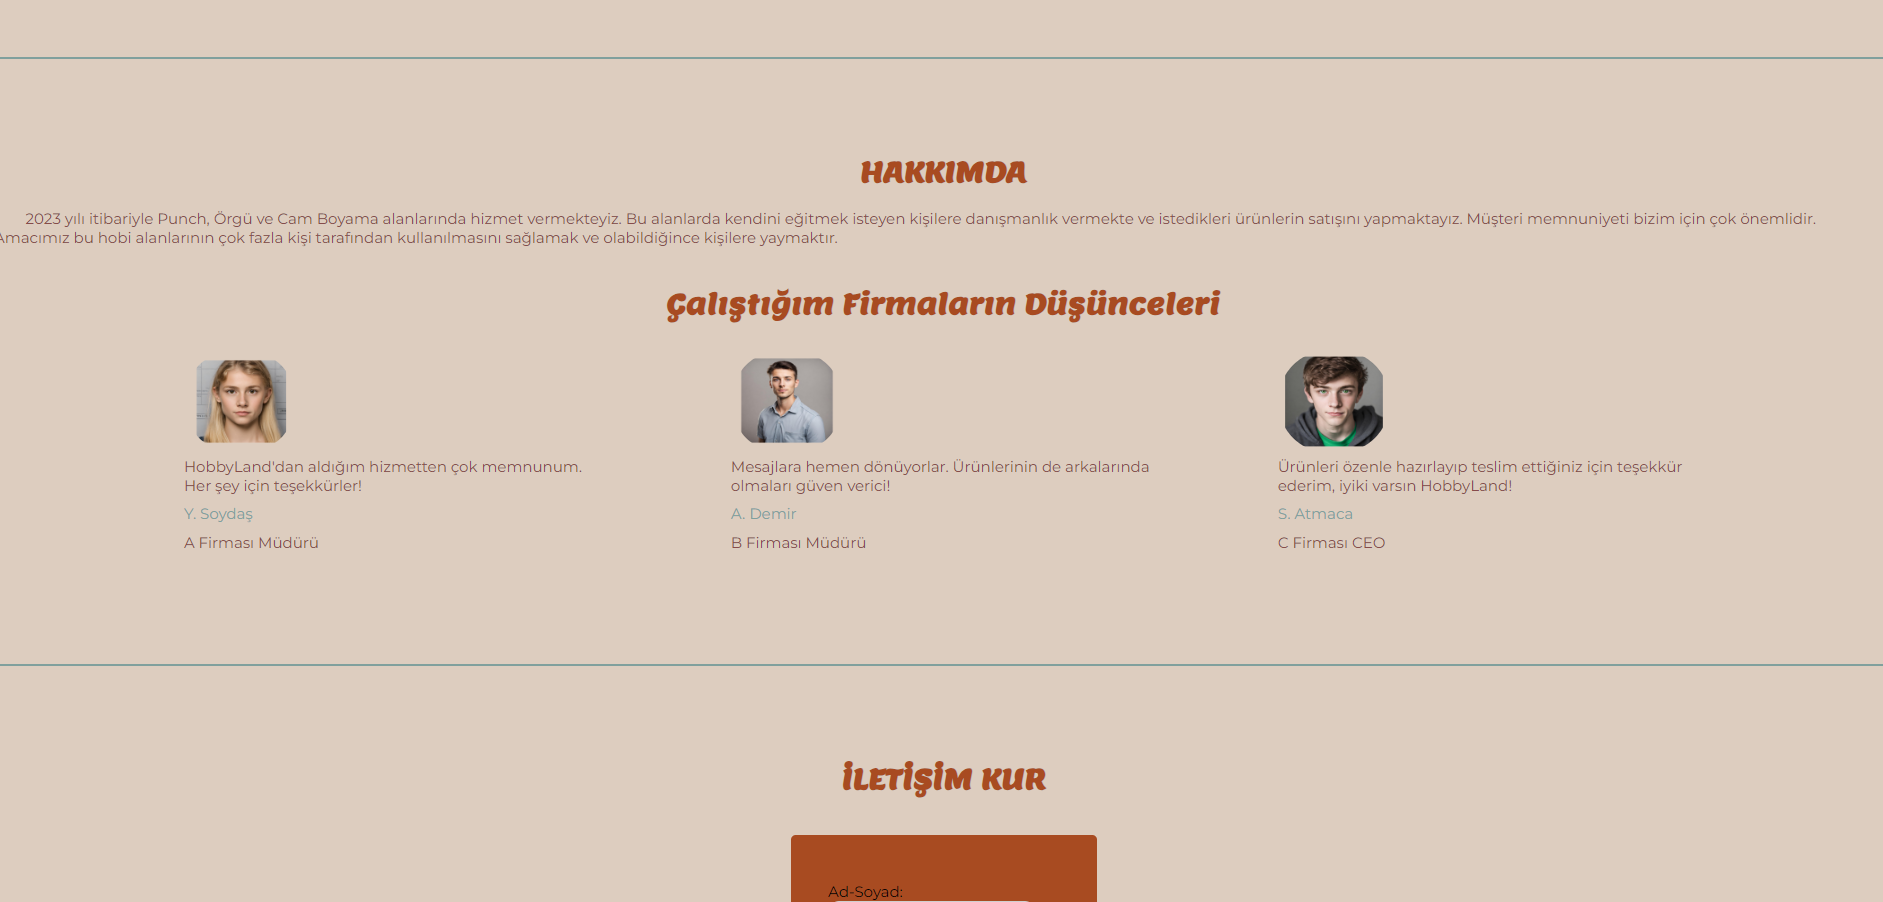 HAKKIMDA
2023 yılı itibariyle Punch, Örgü ve Cam Boyama alanlarında hizmet vermekteyiz. Bu alanlarda kendini eğitmek isteyen kişilere danışmanlık vermekte ve istedikleri ürünlerin satışını yapmaktayız. Müşteri memnuniyeti bizim için çok önemlidir.
Amacımız bu hobi alanlarının çok fazla kişi tarafından kullanılmasını sağlamak ve olabildiğince kişilere yaymaktır.
Çalıştığım Firmaların Düşünceleri
HobbyLand'dan aldığım hizmetten çok memnunum.
Her şey için teşekkürler!
Y. Soydaş
A Firması Müdürü
Mesajlara hemen dönüyorlar. Ürünlerinin de arkalarında
olmaları güven verici!
A. Demir
B Firması Müdürü
Ürünleri özenle hazırlayıp teslim ettiğiniz için teşekkür
ederim, iyiki varsın HobbyLand!
S. Atmaca
C Firması CEO
İLETİŞİM KUR
Ad-Soyad: